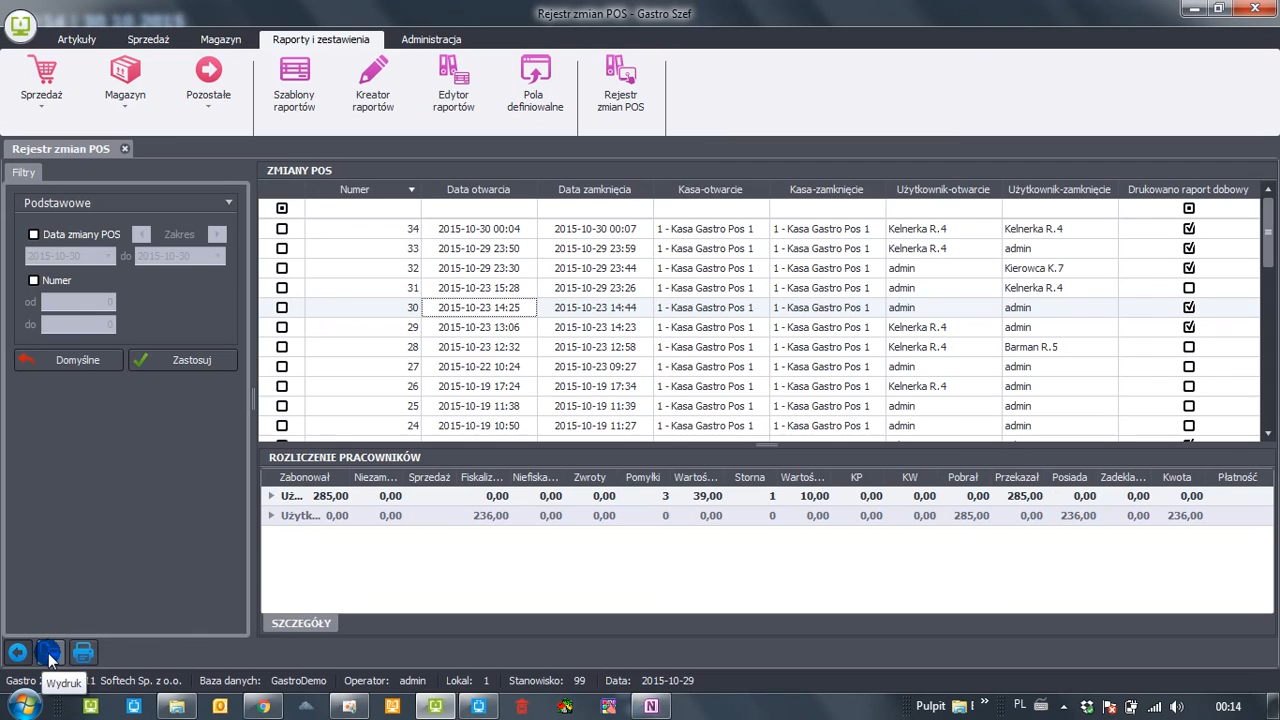 Rejestr zmian POS - Gastro Szef
Artykuły Sprzedaż Magazyn Raporty i zestawienia Administracja
Sprzedaż Magazyn Pozostałe Szablony raportów Kreator raportów Edytor raportów Pola definiowalne Rejestr zmian POS
Rejestr zmian POS
Filtry
Podstawowe
Data zmiany POS Zakres
2015-10-30 do 2015-10-30
Numer
od 0
do 0
Domyślne Zastosuj
ZMIANY POS
Numer Data otwarcia Data zamknięcia Kasa-otwarcie Kasa-zamknięcie Użytkownik-otwarcie Użytkownik-zamknięcie Drukowano raport dobowy
34 2015-10-30 00:04 2015-10-30 00:07 1 - Kasa Gastro Pos 1 1 - Kasa Gastro Pos 1 Kelnerka R.4 Kelnerka R.4
33 2015-10-29 23:50 2015-10-29 23:59 1 - Kasa Gastro Pos 1 1 - Kasa Gastro Pos 1 Kelnerka R.4 admin
32 2015-10-29 23:30 2015-10-29 23:44 1 - Kasa Gastro Pos 1 1 - Kasa Gastro Pos 1 admin Kierowca K.7
31 2015-10-23 15:28 2015-10-29 23:26 1 - Kasa Gastro Pos 1 1 - Kasa Gastro Pos 1 admin Kelnerka R.4
30 2015-10-23 14:25 2015-10-23 14:44 1 - Kasa Gastro Pos 1 1 - Kasa Gastro Pos 1 admin admin
29 2015-10-23 13:06 2015-10-23 14:23 1 - Kasa Gastro Pos 1 1 - Kasa Gastro Pos 1 Kelnerka R.4 admin
28 2015-10-23 12:32 2015-10-23 12:58 1 - Kasa Gastro Pos 1 1 - Kasa Gastro Pos 1 Kelnerka R.4 Barman R.5
27 2015-10-22 10:24 2015-10-23 09:27 1 - Kasa Gastro Pos 1 1 - Kasa Gastro Pos 1 admin admin
26 2015-10-19 17:24 2015-10-19 17:34 1 - Kasa Gastro Pos 1 1 - Kasa Gastro Pos 1 Kelnerka R.4 admin
25 2015-10-19 11:38 2015-10-19 11:39 1 - Kasa Gastro Pos 1 1 - Kasa Gastro Pos 1 admin admin
24 2015-10-19 10:50 2015-10-19 11:27 1 - Kasa Gastro Pos 1 1 - Kasa Gastro Pos 1 admin admin
ROZLICZENIE PRACOWNIKÓW
Zabonował Niezam... Sprzedaż Fiskaliz... Niefiska... Zwroty Pomyłki Wartoś... Storna Wartoś... KP KW Pobrał Przekazał Posiada Zadekla... Kwota Płatność
Uż... 285,00 0,00 0,00 0,00 0,00 3 39,00 1 10,00 0,00 0,00 0,00 285,00 0,00 0,00 0,00
Użytk... 0,00 0,00 236,00 0,00 0,00 0 0,00 0 0,00 0,00 0,00 285,00 0,00 236,00 0,00 236,00
SZCZEGÓŁY
Gastro 2 11 Softech Sp. z o.o. Baza danych: GastroDemo Operator: admin Lokal: 1 Stanowisko: 99 Data: 2015-10-29
Wydruk
Pulpit » PL 00:14